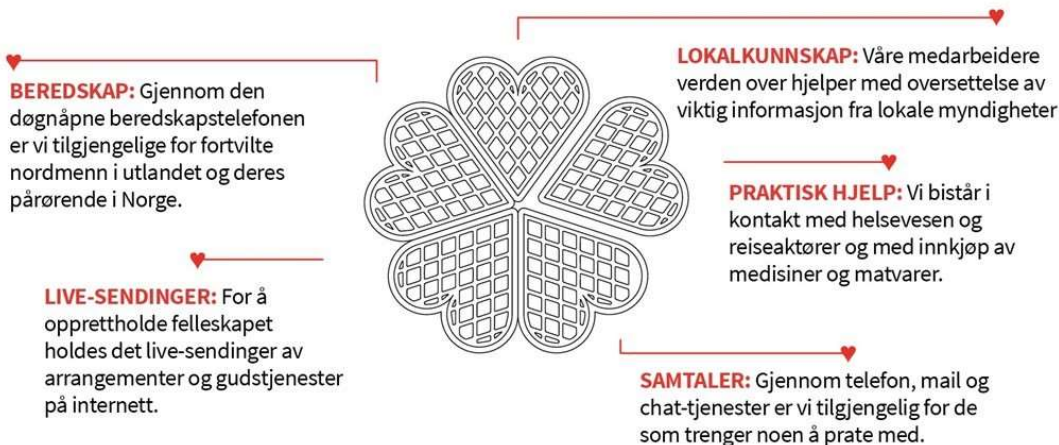 BEREDSKAP: Gjennom den
døgnåpne beredskapstelefonen
er vi tilgjengelige for fortvilte
nordmenn i utlandet og deres
pårørende i Norge.
LIVE-SENDINGER: For å
opprettholde felleskapet
holdes det live-sendinger av
arrangementer og gudstjenester
på internett.
LOKALKUNNSKAP: Våre medarbeidere
verden over hjelper med oversettelse av
viktig informasjon fra lokale myndigheter
PRAKTISK HJELP: Vi bistår i
kontakt med helsevesen og
reiseaktører og med innkjøp av
medisiner og matvarer.
SAMTALER: Gjennom telefon, mail og
chat-tjenester er vi tilgjengelig for de
som trenger noen å prate med.